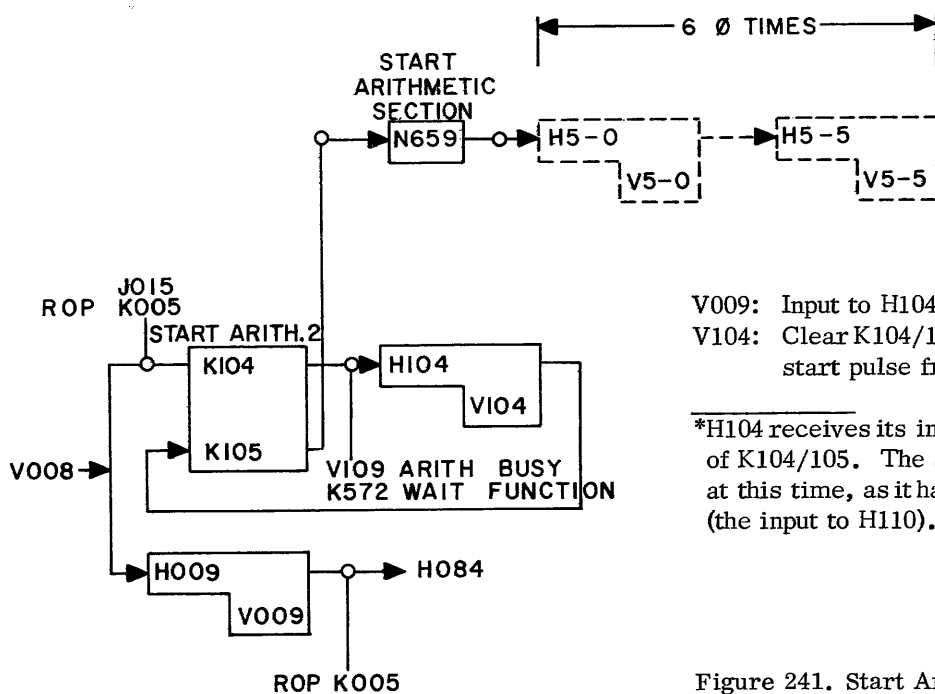 6 Ø TIMES
START
ARITHMETIC
SECTION
N659
H5-0
V5-0
H5-5
V5-5
J015
ROP K005
START ARITH.2
K104
K105
H104
V104
V008
V109 ARITH BUSY
K572 WAIT FUNCTION
H009
V009
H084
ROP K005
V009: Input to H104
V104: Clear K104/1
start pulse fr
*H104 receives its in
of K104/105. The
at this time, as it ha
(the input to H110).
Figure 241. Start Ar